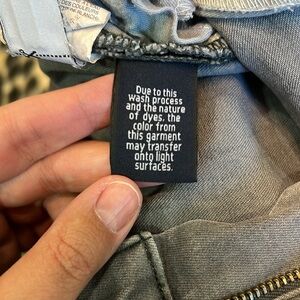 Due to this
wash process
and the nature
of dyes, the
color from
this garment
may transfer
onto light
surfaces.